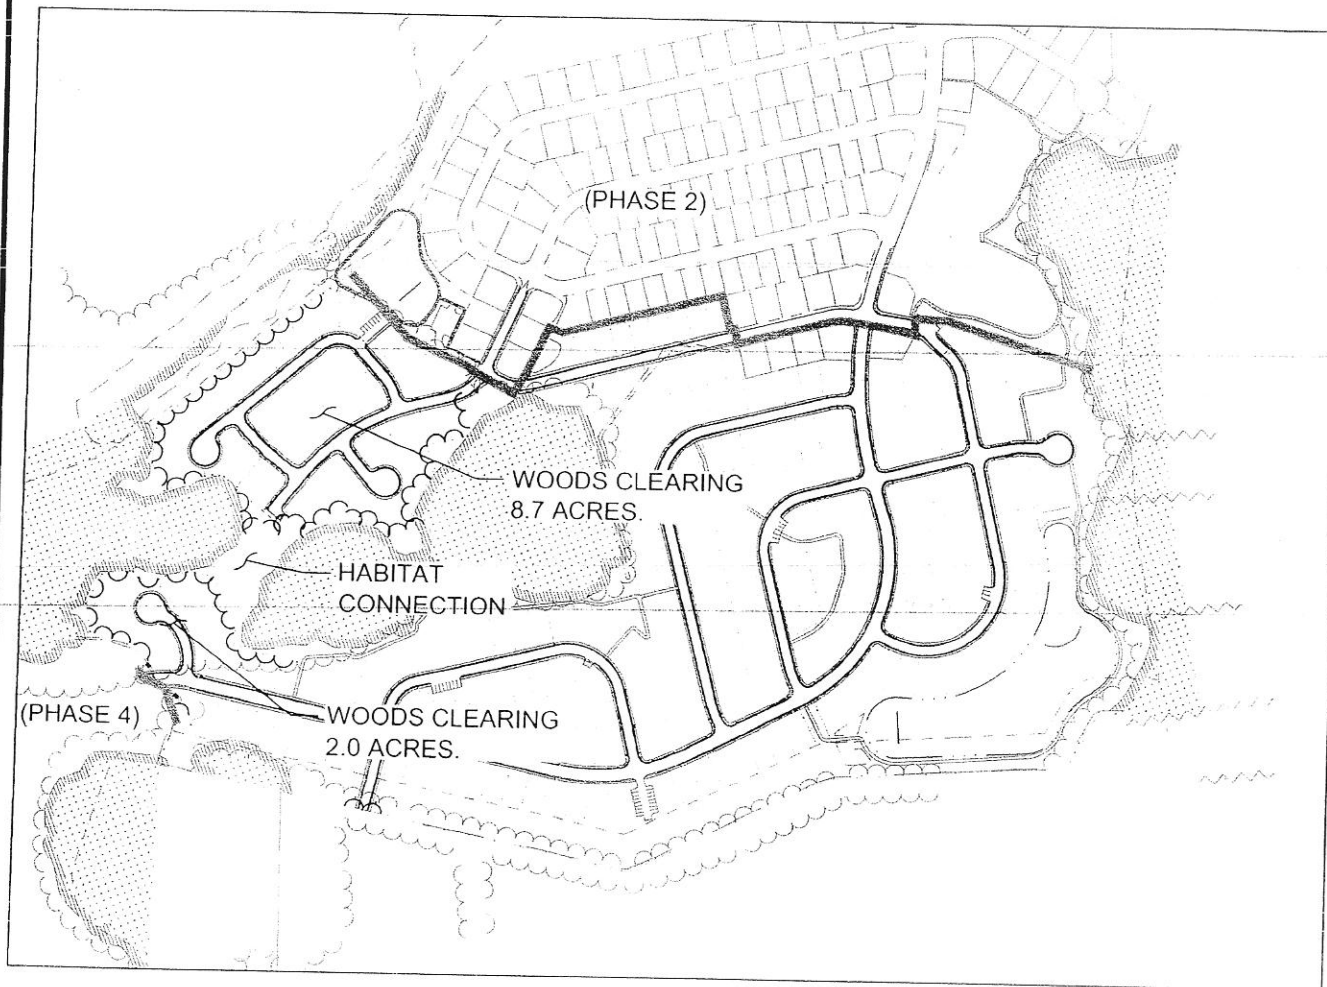 (PHASE 2)
WOODS CLEARING
8.7 ACRES.
HABITAT
CONNECTION
(PHASE 4)
WOODS CLEARING
2.0 ACRES.